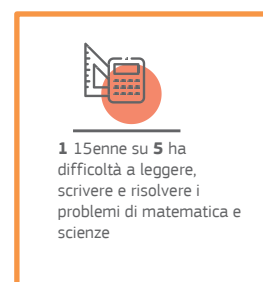 1 15enne su 5 ha
difficoltà a leggere,
scrivere e risolvere i
problemi di matematica e
scienze